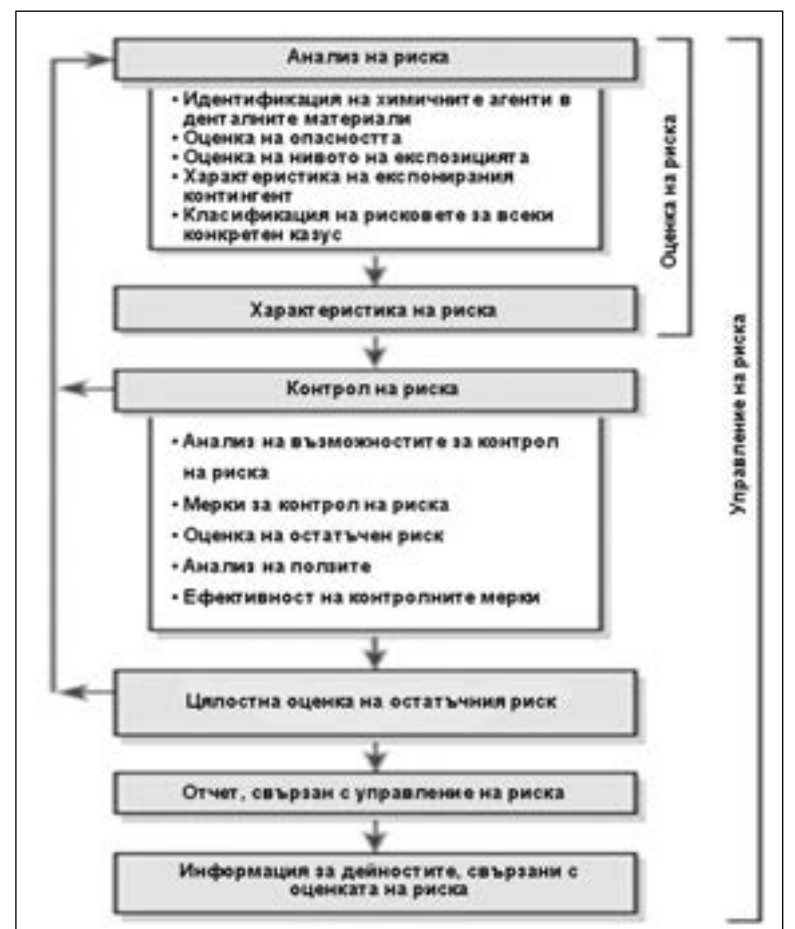 Анализ на риска
• Идентификация на химичните агенти в
денталните материали
• Оценка на опасността
• Оценка на нивото на експозицията
• Характеристика на експонирания
контингент
• Класификация на рисковете за всеки
конкретен казус
Характеристика на риска
Оценка на риска
Контрол на риска
• Анализ на възможностите за контрол
на риска
• Мерки за контрол на риска
• Оценка на остатъчен риск
• Анализ на ползите
• Ефективност на контролните мерки
Цялостна оценка на остатъчния риск
Отчет, свързан с управление на риска
Информация за дейностите, свързани с
оценката на риска
Управление на риска